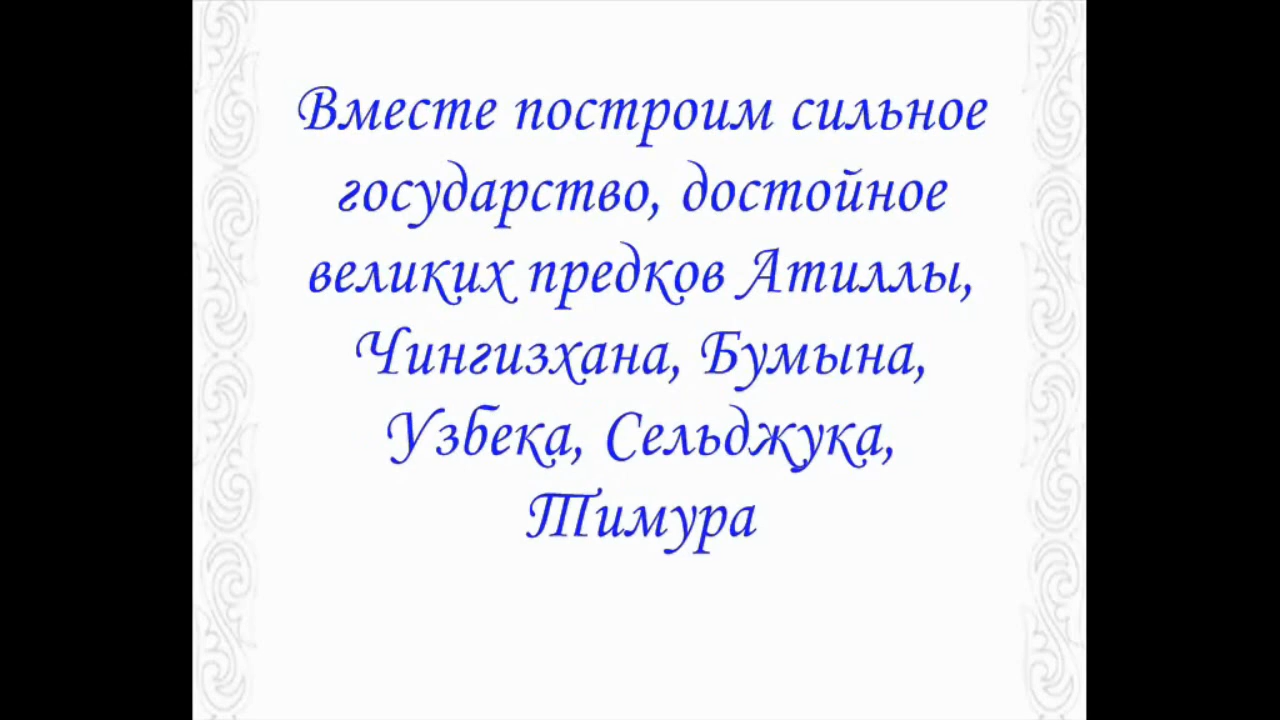 Вместе построим сильное
государство, достойное
великих предков Атиллы,
Чингизхана, Бумына,
Узбека, Сельджука,
Тимура